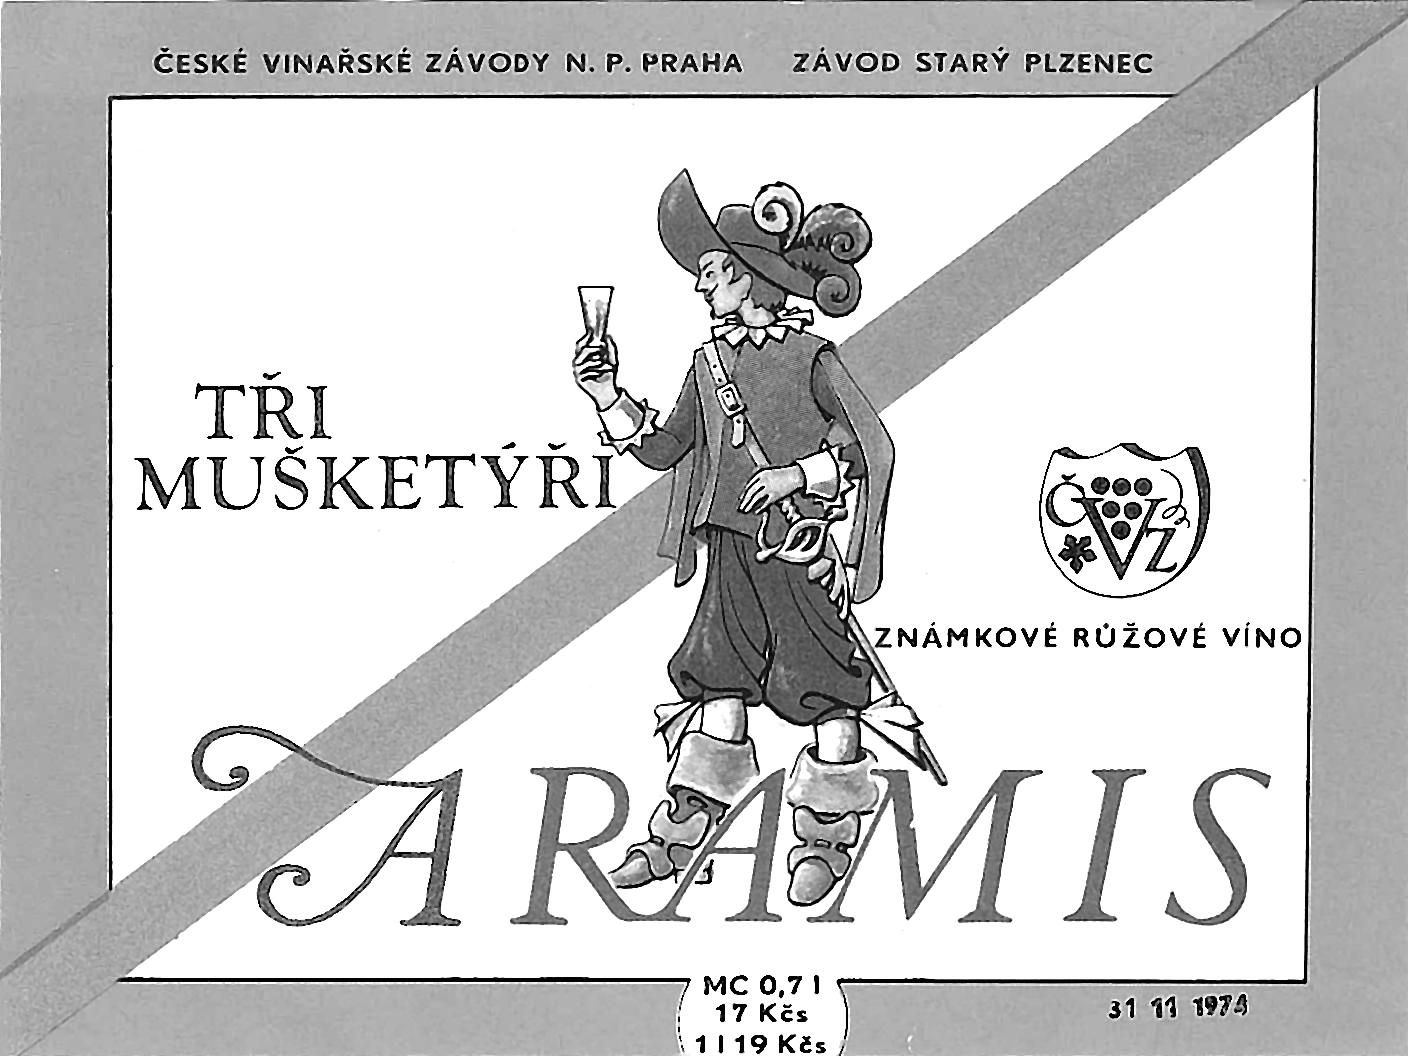 ČESKÉ VINAŘSKÉ ZÁVODY N. P. PRAHA ZÁVOD STARÝ PLZENEC
TŘI
MUŠKETÝŘI
ČVZ
ZNÁMKOVÉ RŮŽOVÉ VÍNO
ARAMIS
MC 0,7 l
17 Kčs
1 l 19 Kčs
31 11 1974